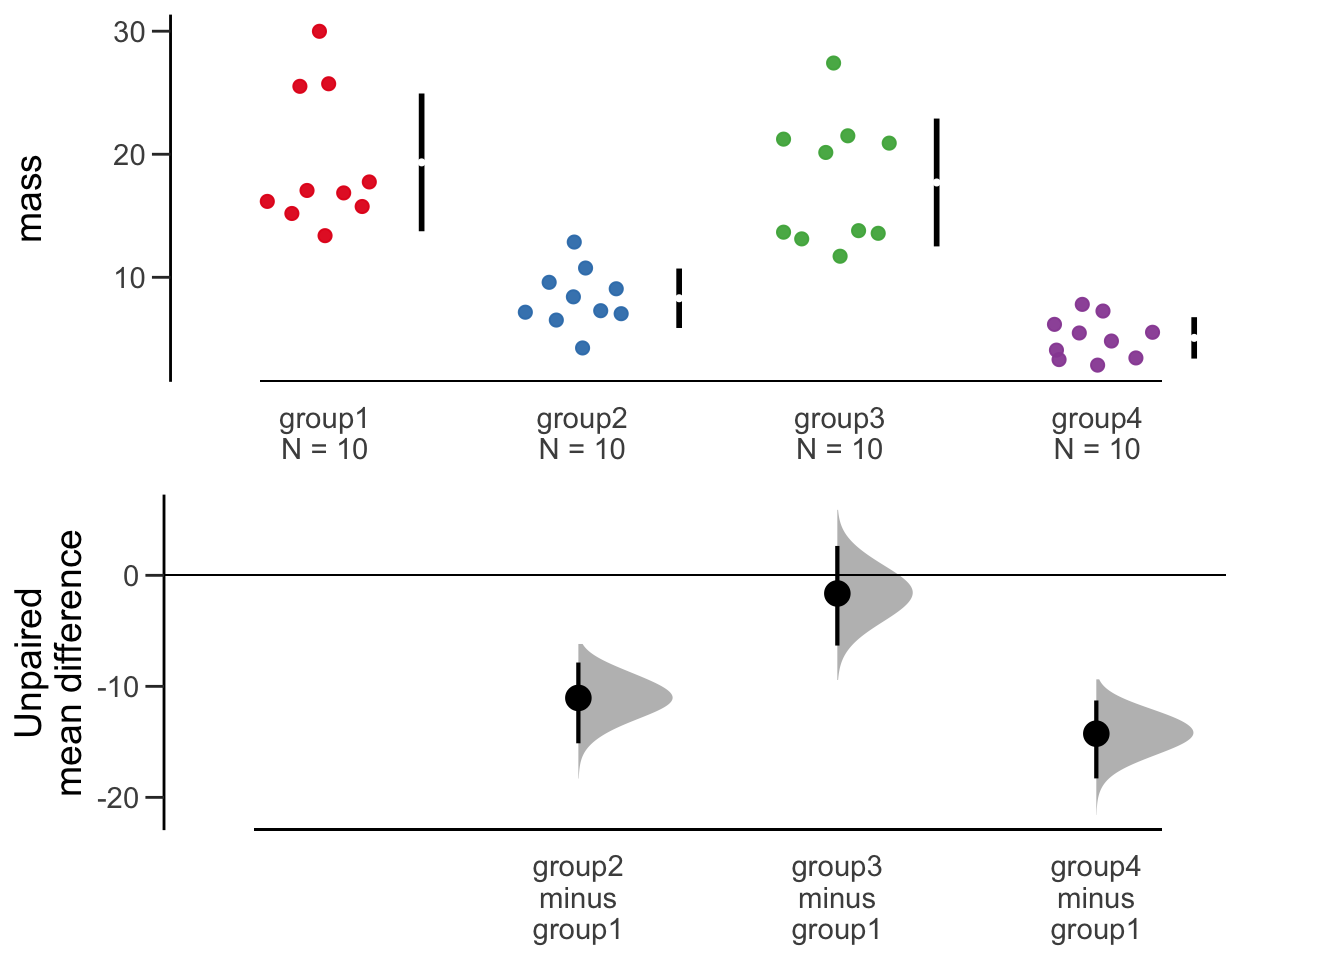 30
20
10
mass
group1
N = 10
group2
N = 10
group3
N = 10
group4
N = 10
0
-10
-20
Unpaired
mean difference
group2
minus
group1
group3
minus
group1
group4
minus
group1